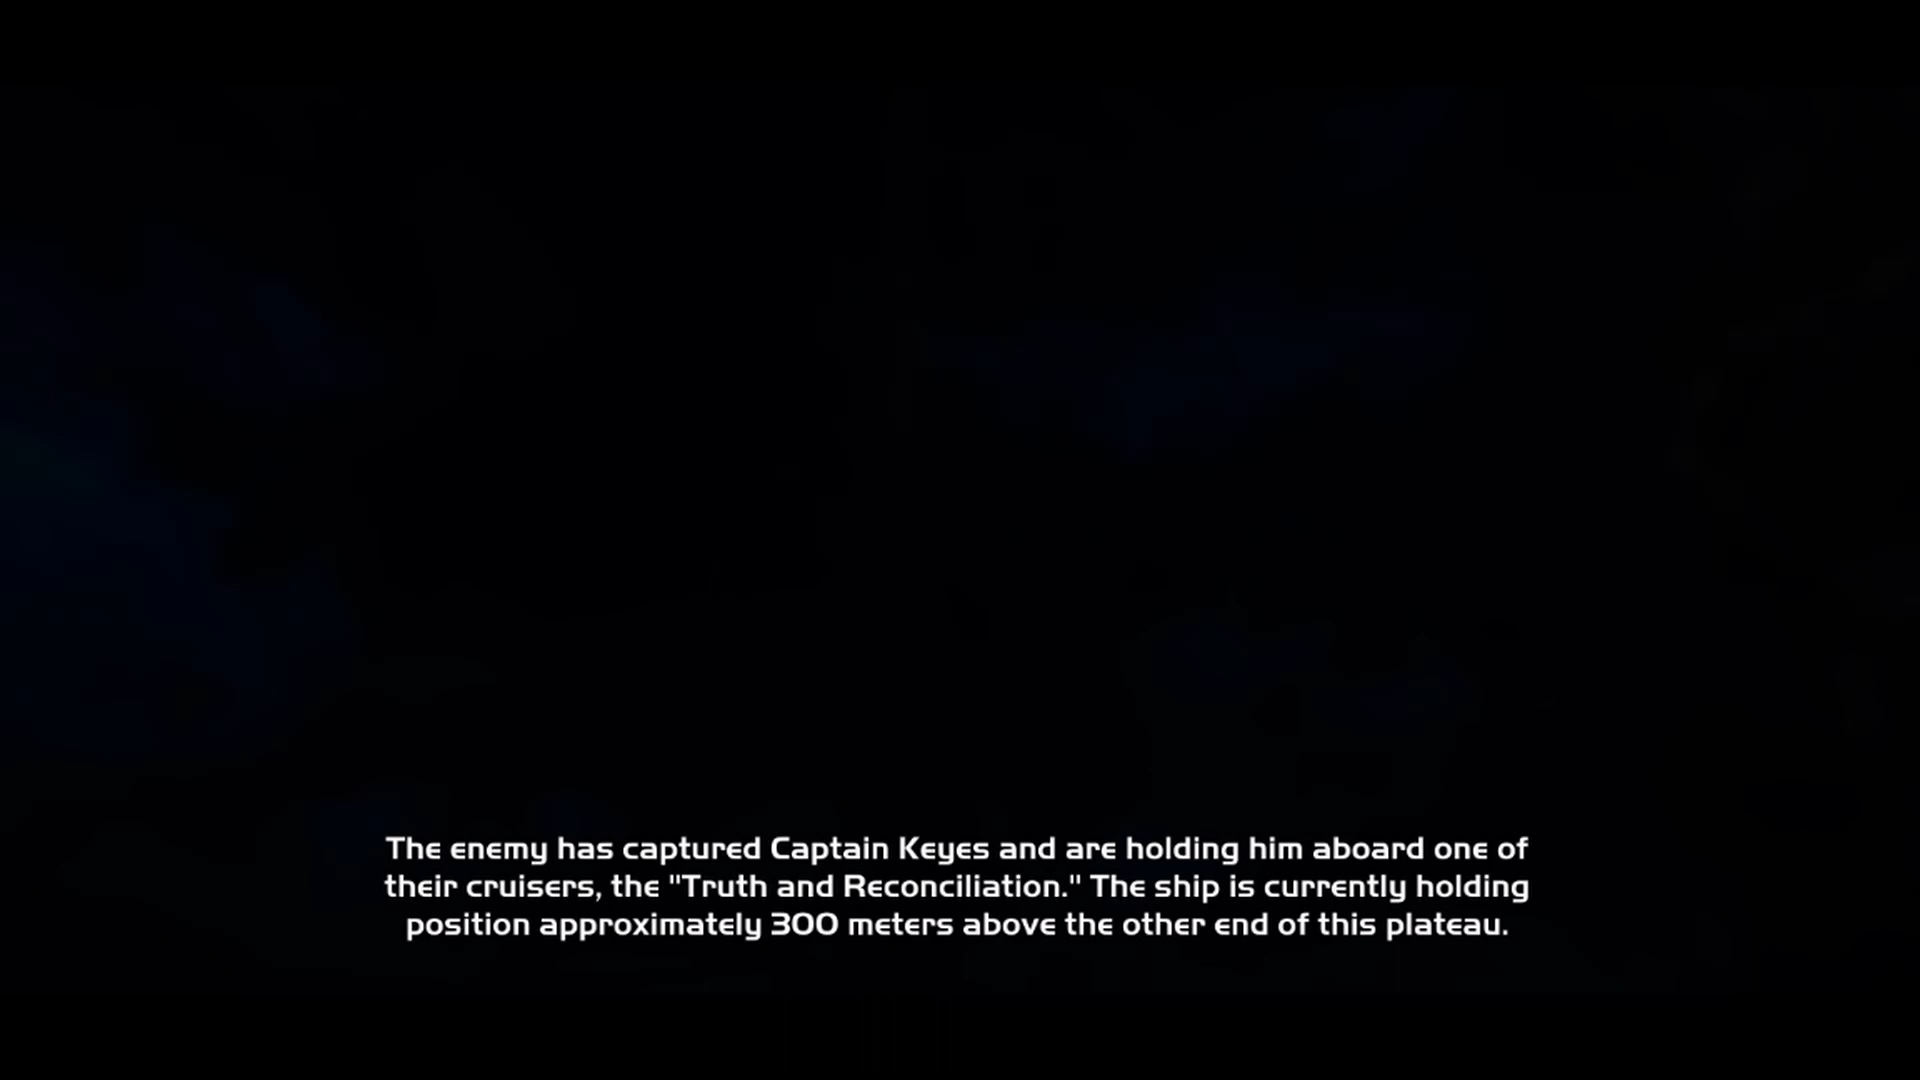 The enemy has captured Captain Keyes and are holding him aboard one of
their cruisers, the "Truth and Reconciliation." The ship is currently holding
position approximately 300 meters above the other end of this plateau.